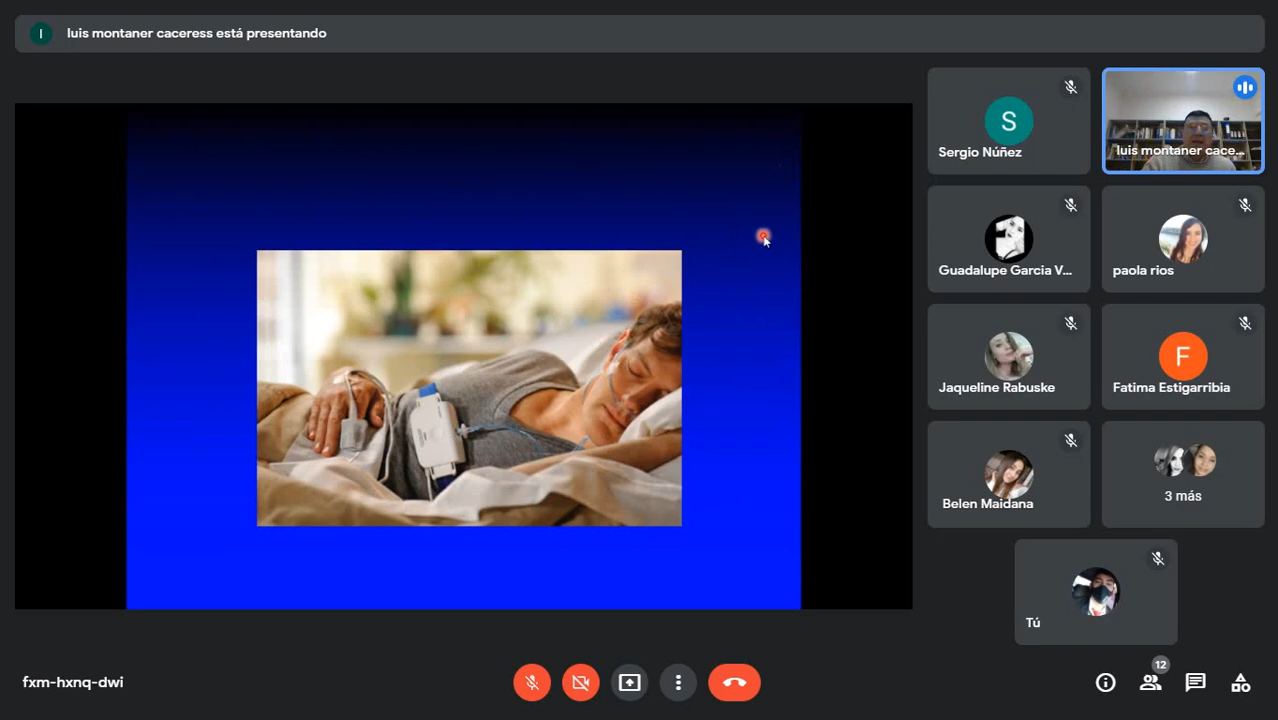 I
luis montaner caceress está presentando
S
Sergio Núñez
luis montaner cace...
Guadalupe Garcia V...
paola rios
Jaqueline Rabuske
F
Fatima Estigarribia
Belen Maidana
3 más
Tú
fxm-hxnq-dwi
12